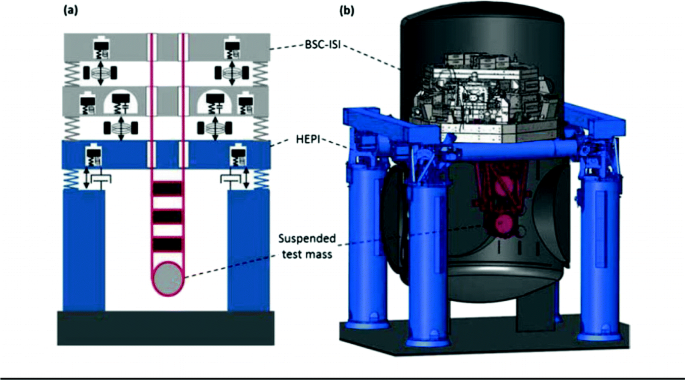 (a)
(b)
BSC-ISI
HEPI
Suspended
test mass